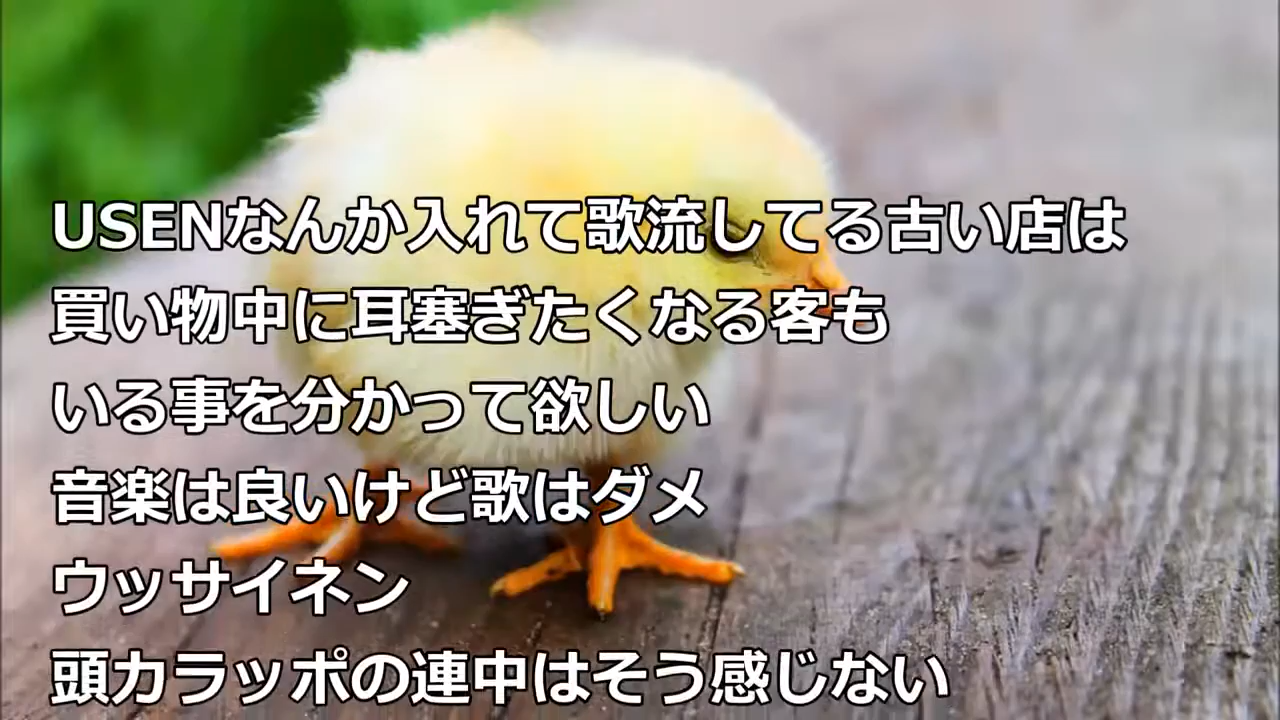 USENなんか入れて歌流してる古い店は
買い物中に耳塞ぎたくなる客も
いる事を分かって欲しい
音楽は良いけど歌はダメ
ウッサイネン
頭カラッポの連中はそう感じない